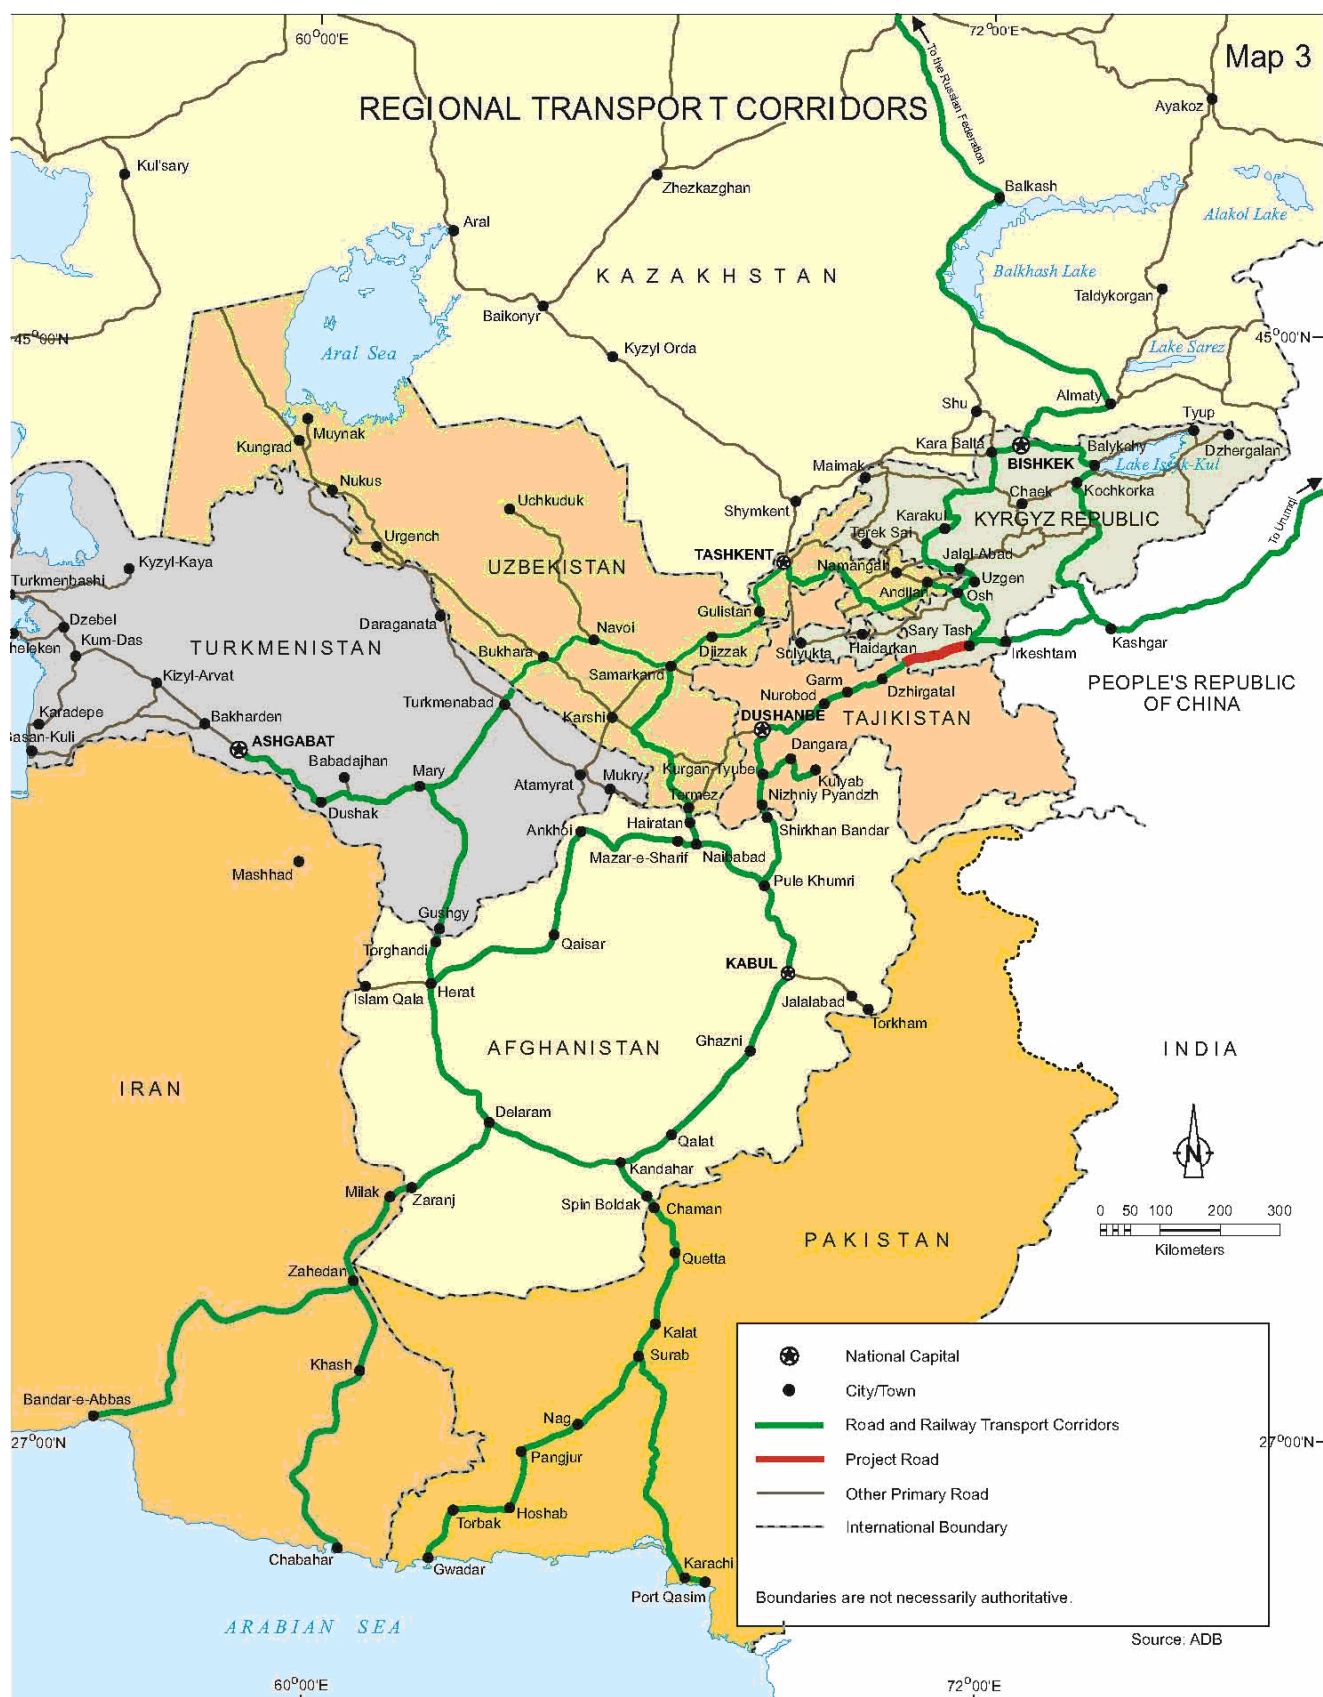 60°00'E
72°00'E
Map 3
To the Russian Federation
REGIONAL TRANSPORT CORRIDORS
Ayakoz
Kul'sary
Zhezkazghan
Balkash
Alakol Lake
Aral
KAZAKHSTAN
Balkhash Lake
Taldykorgan
Baikonyr
45°00'N
45°00'N
Aral Sea
Kyzyl Orda
Lake Sarez
Almaty
Shu
Tyup
Muynak
Kungrad
Kara Balta
Balykchy
Dzhergalan
BISHKEK
Lake Issyk-Kul
Maimak
Nukus
Kochkorka
Uchkuduk
Chaek
Shymkent
Karakul
KYRGYZ REPUBLIC
To Urumqi
Terek Sai
Urgench
TASHKENT
Jalal-Abad
Kyzyl-Kaya
UZBEKISTAN
Namangan
Uzgen
Turkmenbashi
Andijan
Osh
Gulistan
Dzebel
Daraganata
Navoi
Sary Tash
Kum-Das
heleken
TURKMENISTAN
Bukhara
Djizzak
Sulyukta
Haidarkan
Irkeshtam
Kashgar
Samarkand
Kizyl-Arvat
Garm
Dzhirgatal
PEOPLE'S REPUBLIC
OF CHINA
Nurobod
Turkmenabad
Karadepe
Bakharden
Karshi
DUSHANBE
TAJIKISTAN
asan-Kuli
ASHGABAT
Dangara
Babadajhan
Mary
Atamyrat
Mukry
Kurgan-Tyube
Kulyab
Dushak
Termez
Nizhniy Pyandzh
Ankhoi
Hairatan
Shirkhan Bandar
Mazar-e-Sharif
Naibabad
Mashhad
Pule Khumri
Gushgy
Torghandi
Qaisar
KABUL
Islam Qala
Herat
Jalalabad
Torkham
AFGHANISTAN
Ghazni
INDIA
IRAN
Delaram
Qalat
N
Kandahar
Milak
Zaranj
Spin Boldak
Chaman
0 50 100 200 300
Kilometers
PAKISTAN
Quetta
Zahedan
Kalat
Surab
National Capital
Khash
City/Town
Bandar-e-Abbas
Nag
Road and Railway Transport Corridors
27°00'N
27°00'N
Pangjur
Project Road
Other Primary Road
Torbak
Hoshab
International Boundary
Chabahar
Gwadar
Karachi
Port Qasim
Boundaries are not necessarily authoritative.
ARABIAN SEA
Source: ADB
60°00'E
72°00'E